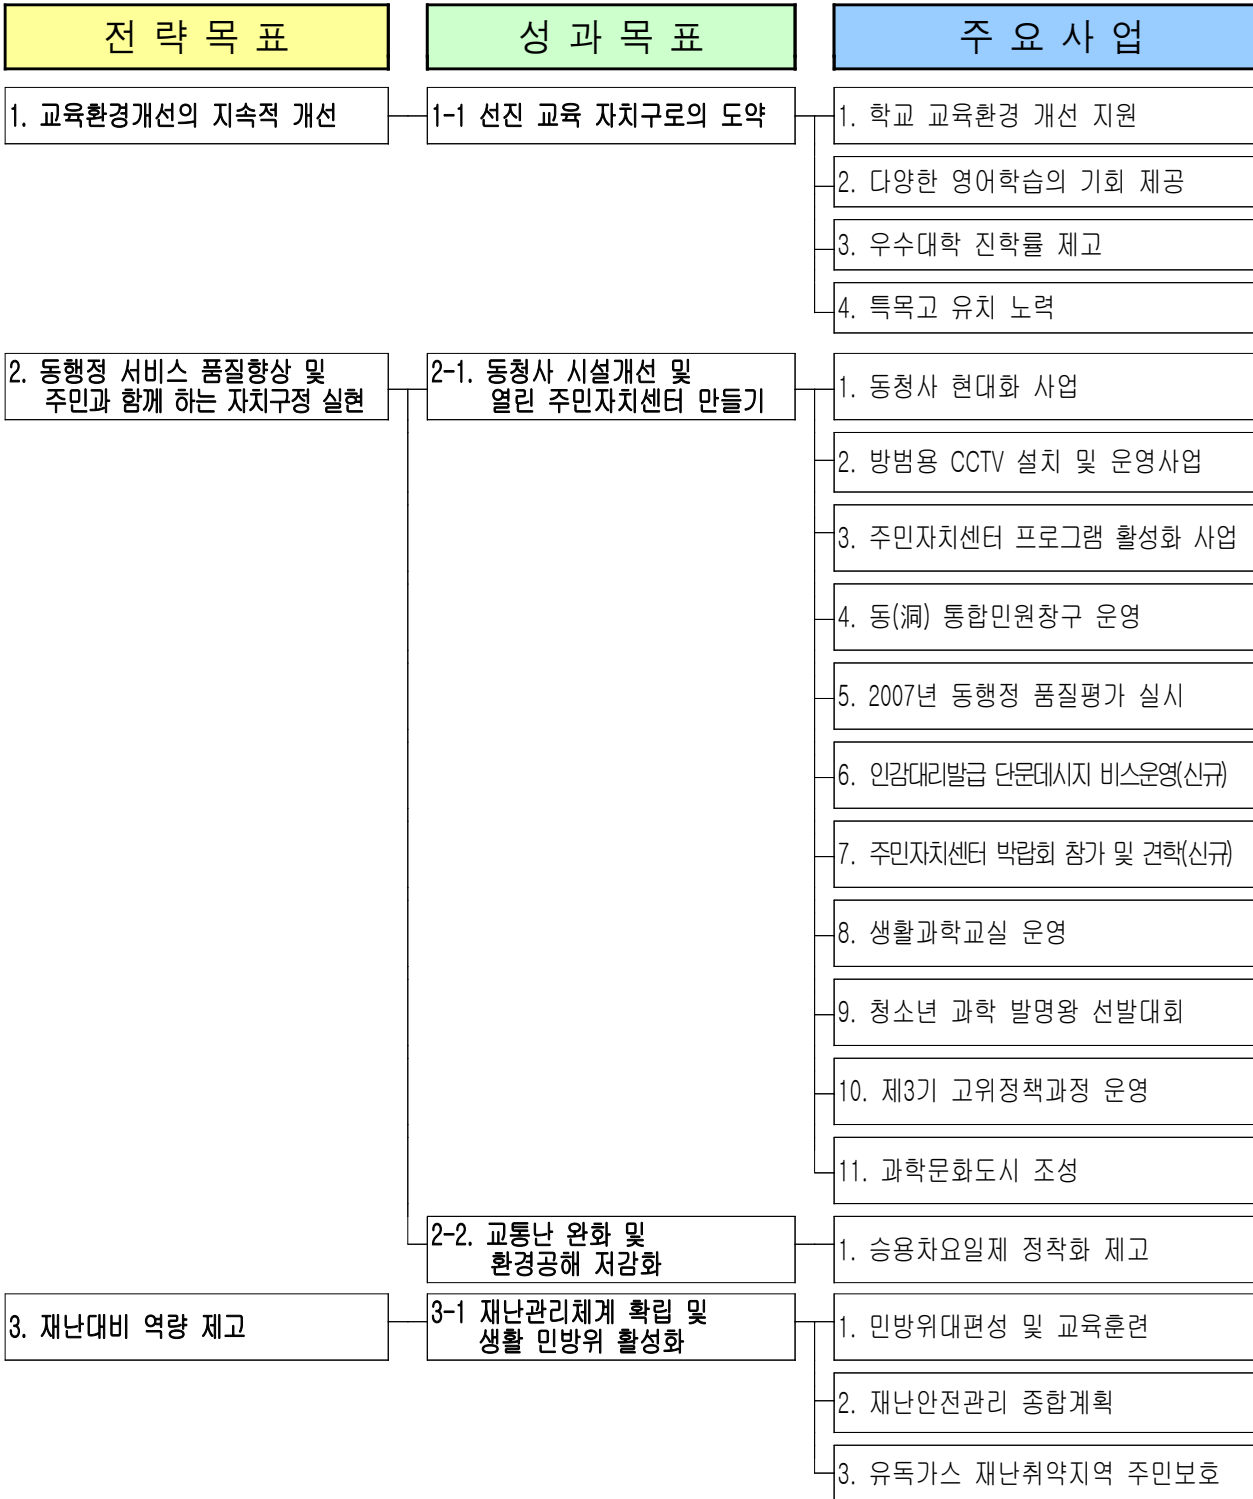 전 략 목 표
성 과 목 표
주 요 사 업
1. 교육환경개선의 지속적 개선
1-1 선진 교육 자치구로의 도약
1. 학교 교육환경 개선 지원
2. 다양한 영어학습의 기회 제공
3. 우수대학 진학률 제고
4. 특목고 유치 노력
2. 동행정 서비스 품질향상 및
주민과 함께 하는 자치구정 실현
2-1. 동청사 시설개선 및
열린 주민자치센터 만들기
1. 동청사 현대화 사업
2. 방범용 CCTV 설치 및 운영사업
3. 주민자치센터 프로그램 활성화 사업
4. 동(洞) 통합민원창구 운영
5. 2007년 동행정 품질평가 실시
6. 인감대리발급 단문데시지 비스운영(신규)
7. 주민자치센터 박랍회 참가 및 견학(신규)
8. 생활과학교실 운영
9. 청소년 과학 발명왕 선발대회
10. 제3기 고위정책과정 운영
11. 과학문화도시 조성
2-2. 교통난 완화 및
환경공해 저감화
1. 승용차요일제 정착화 제고
3. 재난대비 역량 제고
3-1 재난관리체계 확립 및
생활 민방위 활성화
1. 민방위대편성 및 교육훈련
2. 재난안전관리 종합계획
3. 유독가스 재난취약지역 주민보호